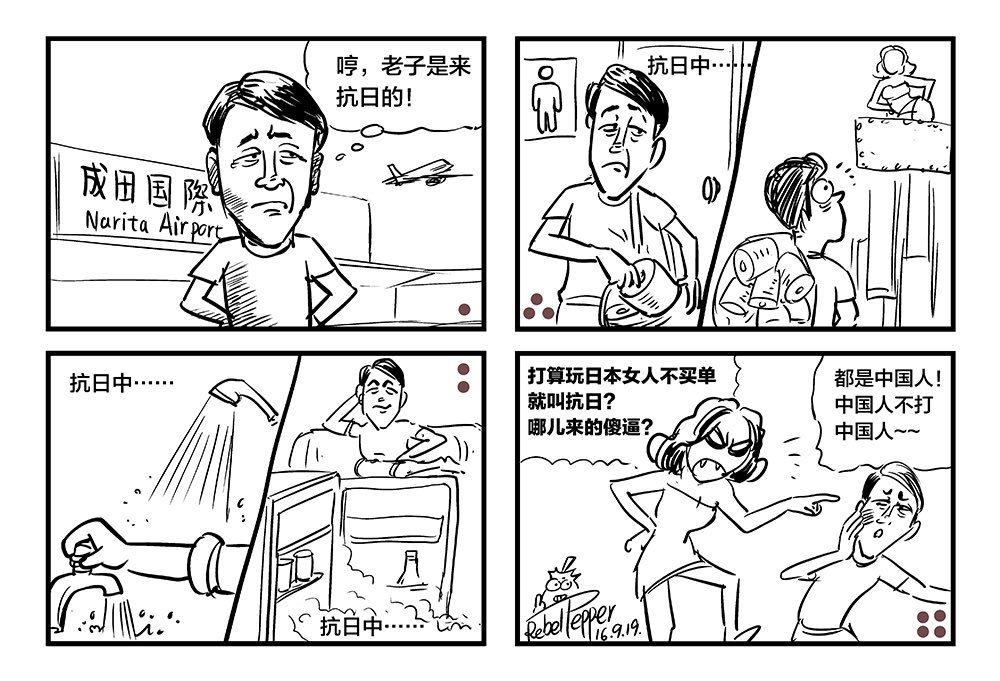 哼，老子是来
抗日的！
成田国際
Narita Airport
抗日中……
抗日中……
抗日中……
打算玩日本女人不买单
就叫抗日？
哪儿来的傻逼？
都是中国人！
中国人不打
中国人~~
RebelPepper
16.9.19.